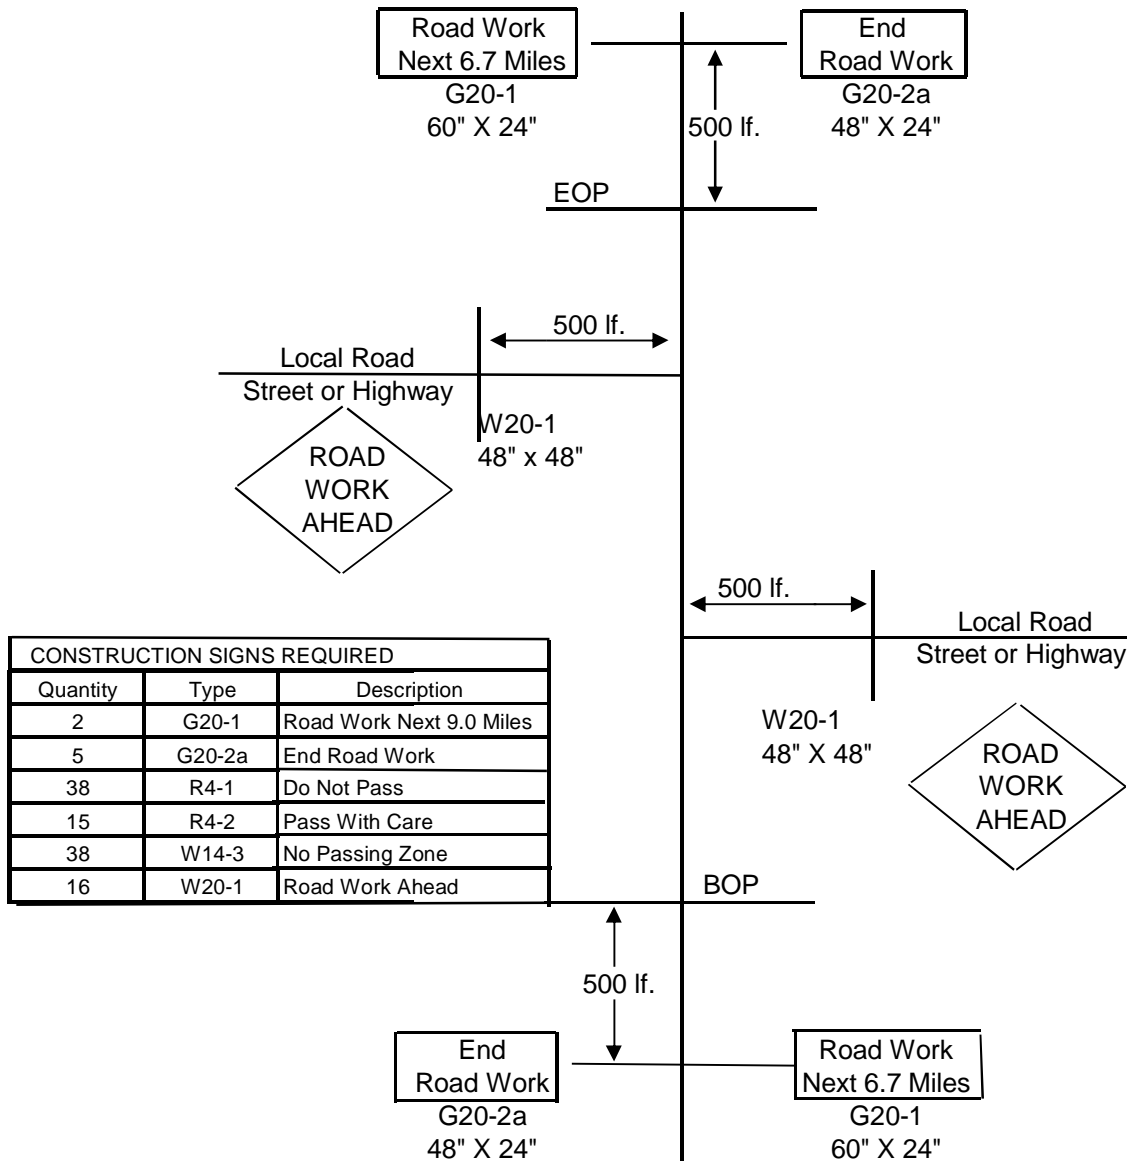 Road Work
Next 6.7 Miles
G20-1
60" X 24"
End
Road Work
G20-2a
48" X 24"
500 lf.
EOP
500 lf.
Local Road
Street or Highway
W20-1
48" x 48"
ROAD
WORK
AHEAD
500 lf.
Local Road
Street or Highway
W20-1
48" X 48"
ROAD
WORK
AHEAD
CONSTRUCTION SIGNS REQUIRED
Quantity Type Description
2 G20-1 Road Work Next 9.0 Miles
5 G20-2a End Road Work
38 R4-1 Do Not Pass
15 R4-2 Pass With Care
38 W14-3 No Passing Zone
16 W20-1 Road Work Ahead
BOP
500 lf.
End
Road Work
G20-2a
48" X 24"
Road Work
Next 6.7 Miles
G20-1
60" X 24"